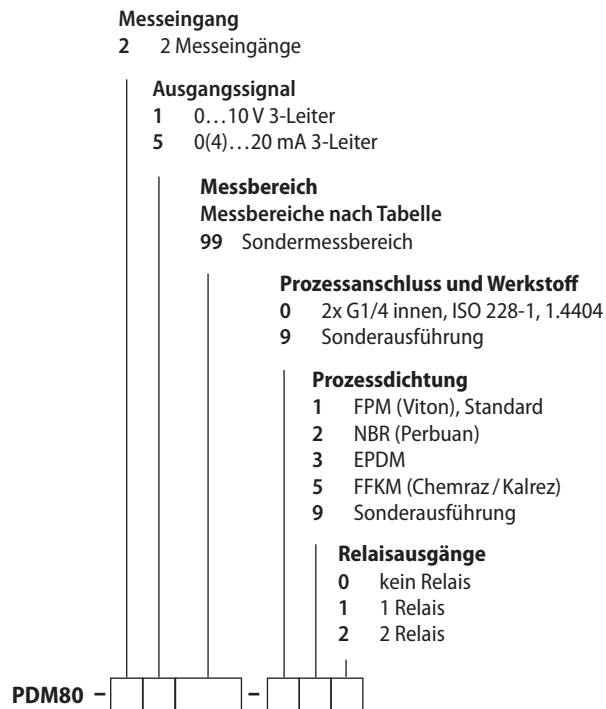 Messeingang
2 2 Messeingänge
Ausgangssignal
1 0…10 V 3-Leiter
5 0(4)…20 mA 3-Leiter
Messbereich
Messbereiche nach Tabelle
99 Sondermessbereich
Prozessanschluss und Werkstoff
0 2x G1/4 innen, ISO 228-1, 1.4404
9 Sonderausführung
Prozessdichtung
1 FPM (Viton), Standard
2 NBR (Perbuan)
3 EPDM
5 FFKM (Chemraz / Kalrez)
9 Sonderausführung
Relaisausgänge
0 kein Relais
1 1 Relais
2 2 Relais
PDM80 – –